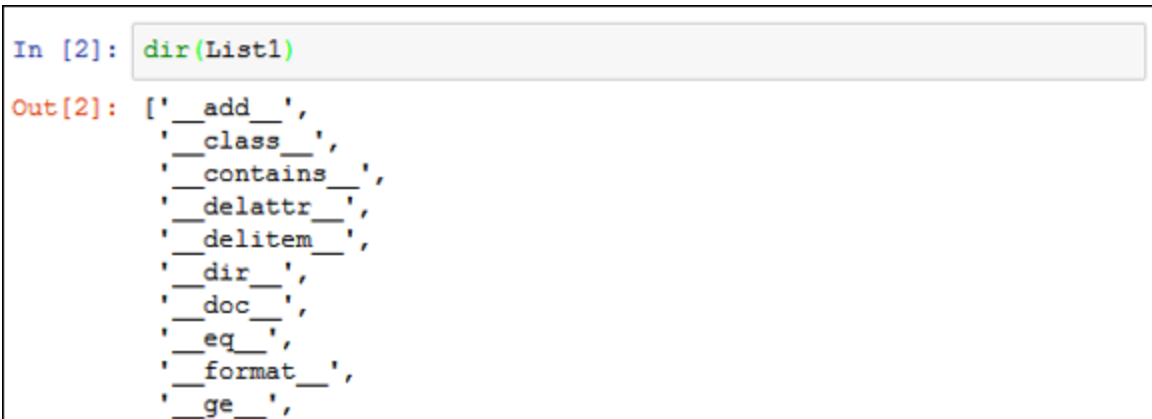 In [2]: dir(List1)
Out[2]: ['__add__',
'__class__',
'__contains__',
'__delattr__',
'__delitem__',
'__dir__',
'__doc__',
'__eq__',
'__format__',
'__ge__',